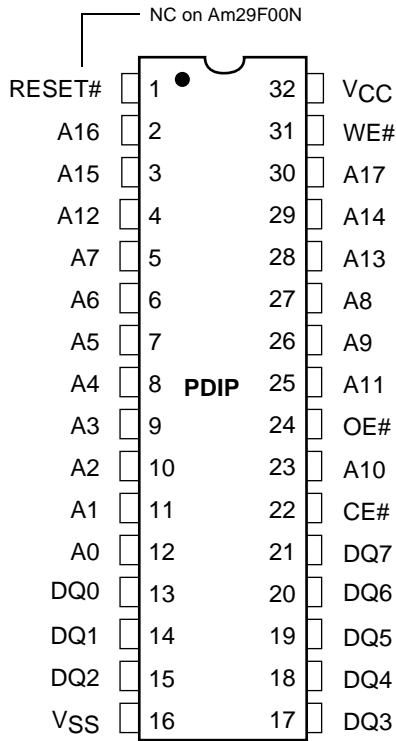 NC on Am29F00N
RESET# 1 32 VCC
A16 2 31 WE#
A15 3 30 A17
A12 4 29 A14
A7 5 28 A13
A6 6 27 A8
A5 7 26 A9
A4 8 PDIP 25 A11
A3 9 24 OE#
A2 10 23 A10
A1 11 22 CE#
A0 12 21 DQ7
DQ0 13 20 DQ6
DQ1 14 19 DQ5
DQ2 15 18 DQ4
VSS 16 17 DQ3